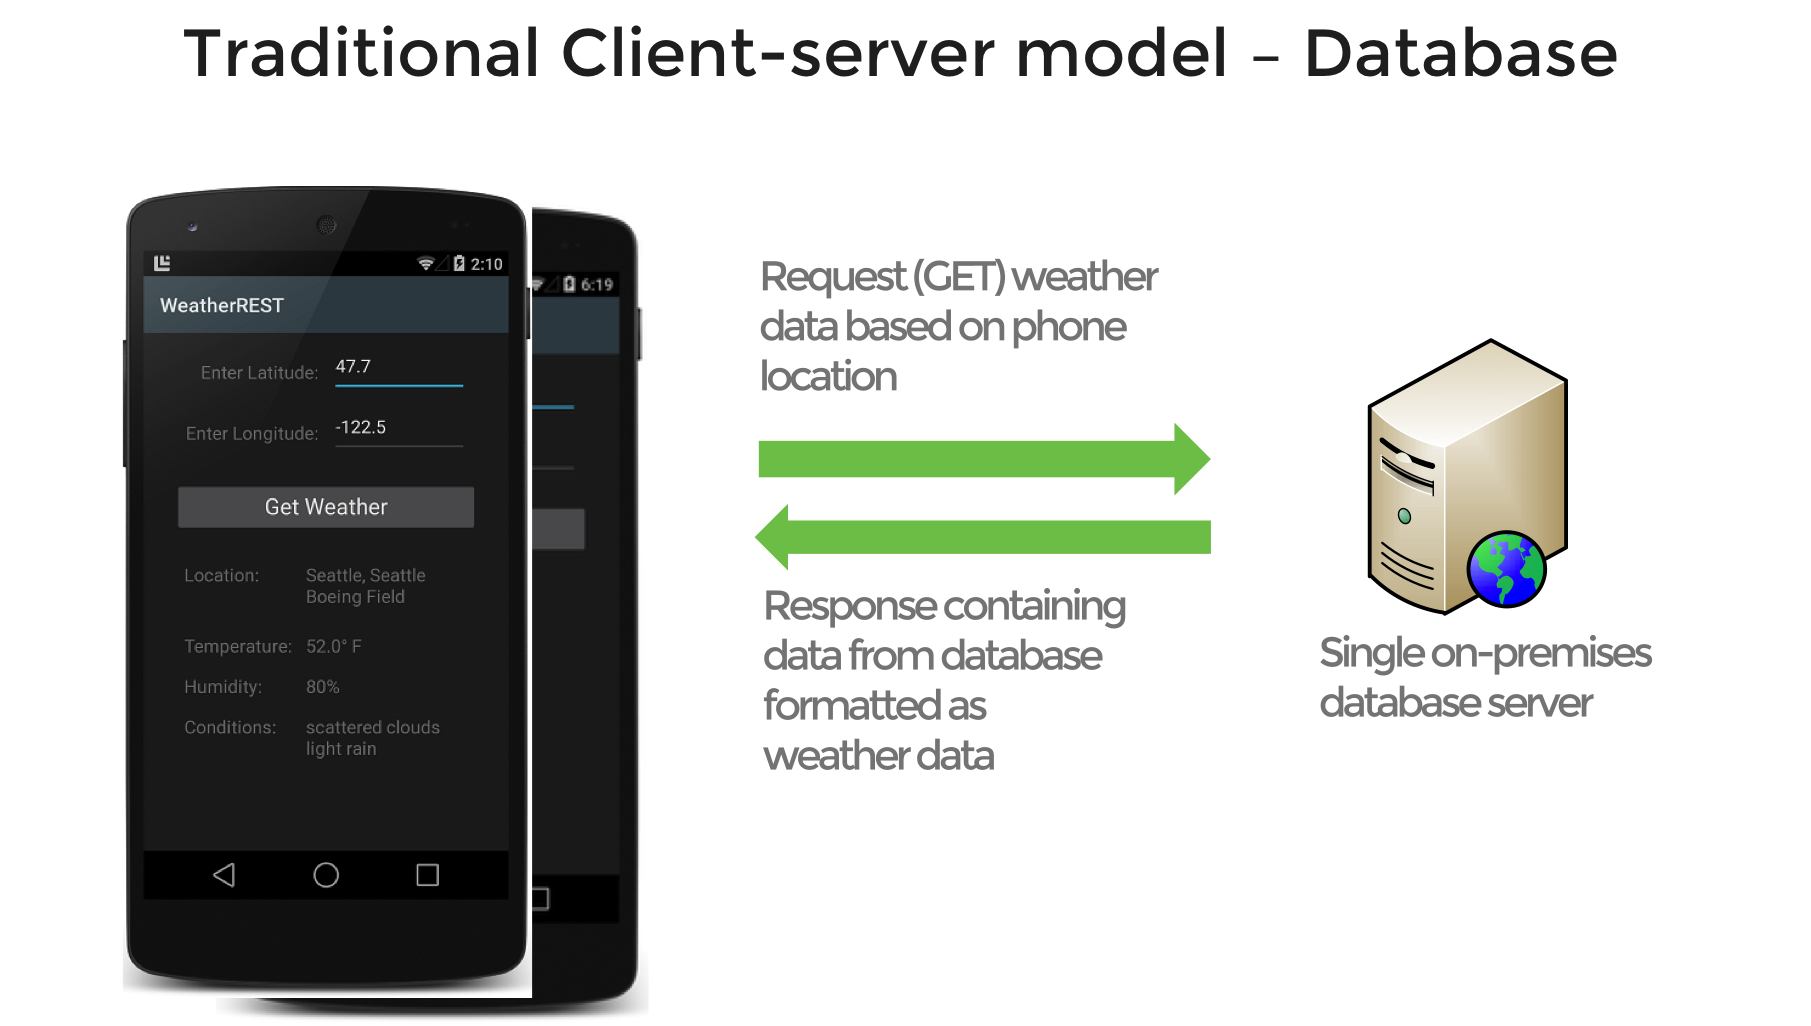 Traditional Client-server model – Database
2:10
WeatherREST
Enter Latitude: 47.7
Enter Longitude: -122.5
Get Weather
Location: Seattle, Seattle
Boeing Field
Temperature: 52.0° F
Humidity: 80%
Conditions: scattered clouds
light rain
6:19
Request (GET) weather
data based on phone
location
Response containing
data from database
formatted as
weather data
Single on-premises
database server